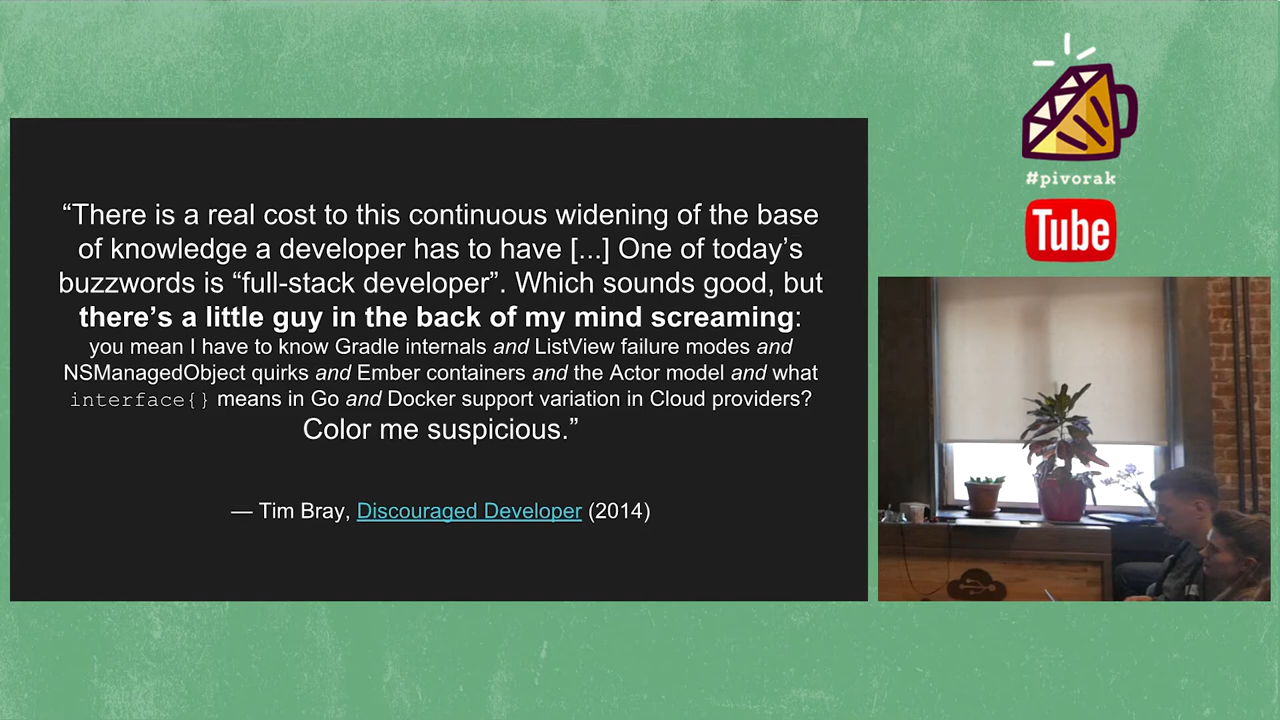 “There is a real cost to this continuous widening of the base
of knowledge a developer has to have [...] One of today’s
buzzwords is “full-stack developer”. Which sounds good, but
there’s a little guy in the back of my mind screaming:
you mean I have to know Gradle internals and ListView failure modes and
NSManagedObject quirks and Ember containers and the Actor model and what
interface{} means in Go and Docker support variation in Cloud providers?
Color me suspicious.”
— Tim Bray, Discouraged Developer (2014)
#pivorak
Tube